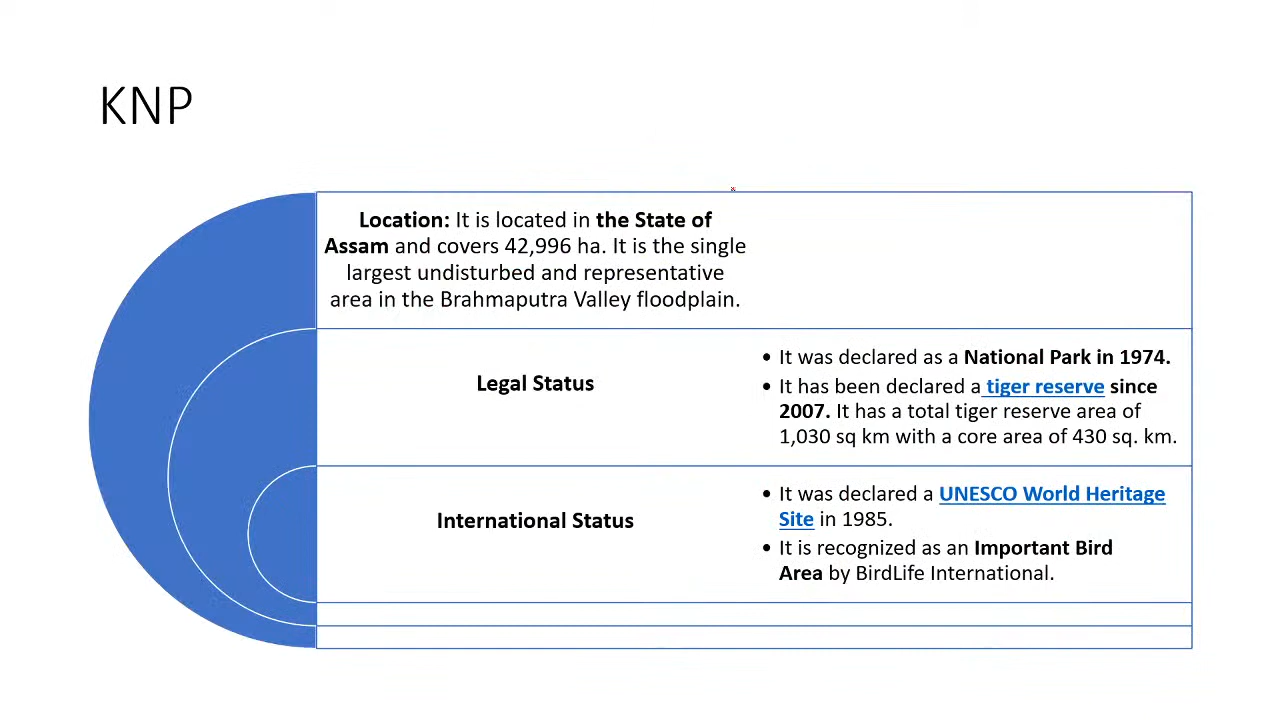 KNP
Location: It is located in the State of
Assam and covers 42,996 ha. It is the single
largest undisturbed and representative
area in the Brahmaputra Valley floodplain.
Legal Status
• It was declared as a National Park in 1974.
• It has been declared a tiger reserve since
2007. It has a total tiger reserve area of
1,030 sq km with a core area of 430 sq. km.
International Status
• It was declared a UNESCO World Heritage
Site in 1985.
• It is recognized as an Important Bird
Area by BirdLife International.